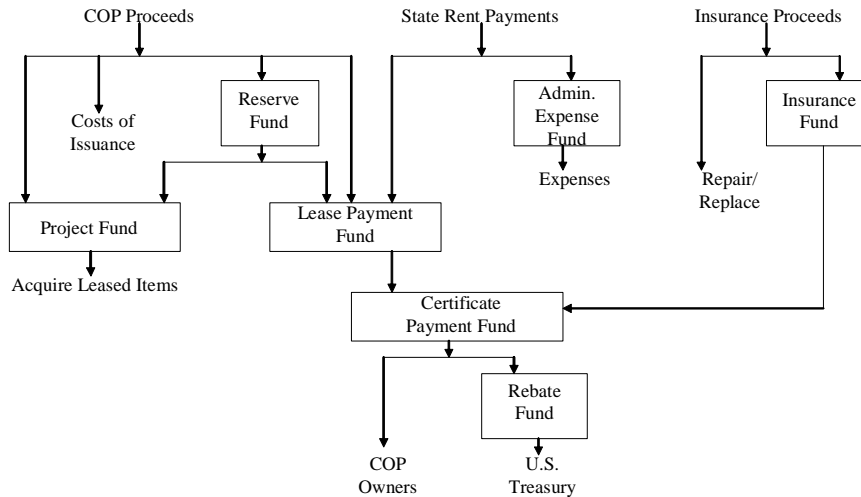 COP Proceeds
State Rent Payments
Insurance Proceeds
Reserve
Fund
Costs of
Issuance
Admin.
Expense
Fund
Insurance
Fund
Expenses
Repair/
Replace
Project Fund
Lease Payment
Fund
Acquire Leased Items
Certificate
Payment Fund
Rebate
Fund
COP
Owners
U.S.
Treasury